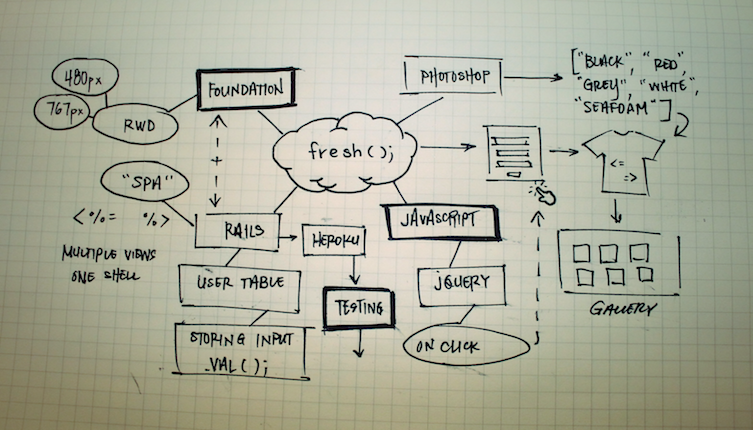 480px
767px
RWD
FOUNDATION
PHOTOSHOP
["BLACK", "RED",
"GREY", "WHITE",
"SEAFOAM"]
fresh();
"SPA"
<%= %>
MULTIPLE VIEWS
ONE SHELL
RAILS
HEROKU
JAVASCRIPT
<=
=>
USER TABLE
TESTING
JQUERY
GALLERY
STORING INPUT
.VAL();
ON CLICK